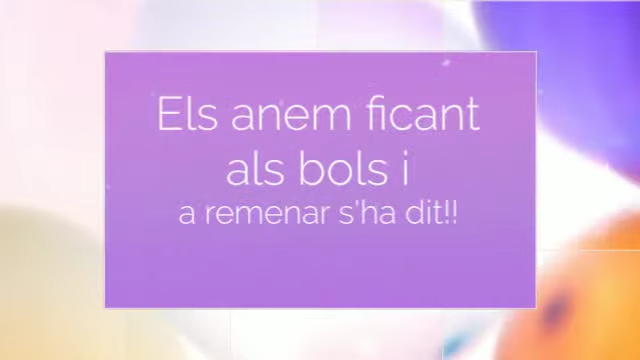 Els anem ficant
als bols i
a remenar s'ha dit!!